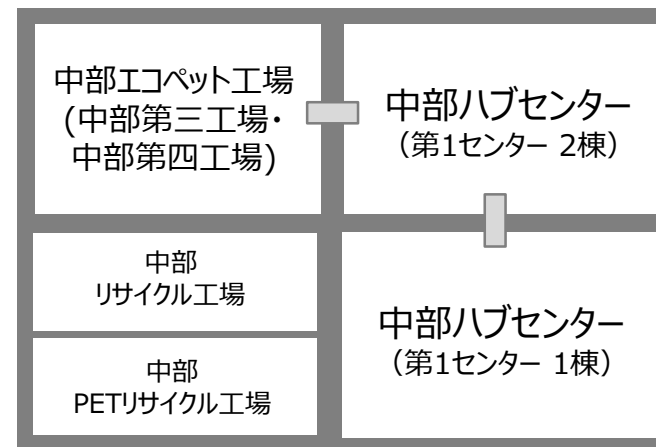 中部エコペット工場
(中部第三工場・
中部第四工場)
中部ハブセンター
（第1センター 2棟）
中部
リサイクル工場
中部
PETリサイクル工場
中部ハブセンター
（第1センター 1棟）